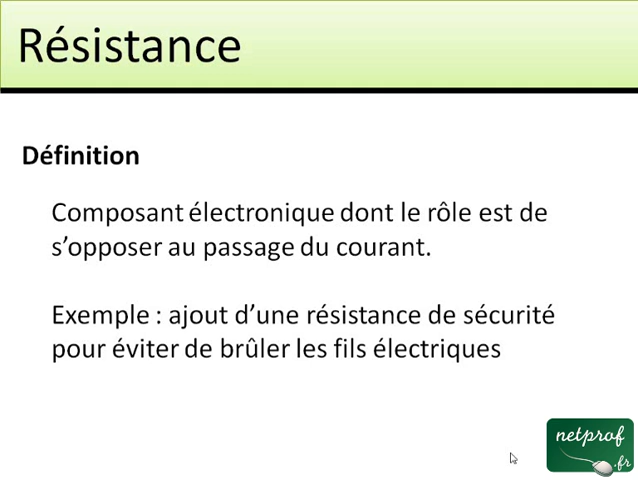 Résistance
Définition
Composant électronique dont le rôle est de
s’opposer au passage du courant.
Exemple : ajout d’une résistance de sécurité
pour éviter de brûler les fils électriques
netprof
.fr